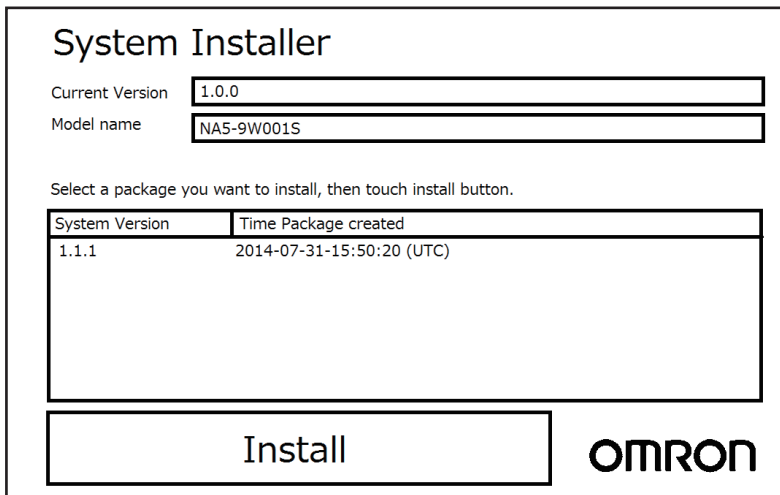 System Installer
Current Version 1.0.0
Model name NA5-9W001S
Select a package you want to install, then touch install button.
System Version Time Package created
1.1.1 2014-07-31-15:50:20 (UTC)
Install
OMRON